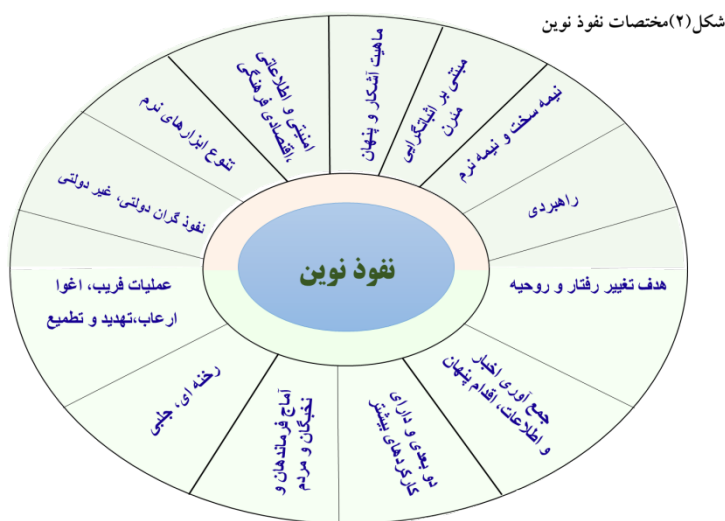 شکل(۲)مختصات نفوذ نوین
نیمه سخت و نیمه نرم
راهبردی
هدف تغییر رفتار و روحیه
جمع آوری اخبار
و اطلاعات، اقدام پنهان
دو بعدی و دارای
کارکردهای بیشتر
آماج فرماندهان و
نخبگان و مردم
رخنه ای، جلبی
عملیات فریب، اغوا
ارعاب،تهدید و تطمیع
نفوذ گران دولتی، غیر دولتی
تنوع ابزارهای نرم
امنیتی و اطلاعاتی
،اقتصادی فرهنگی
ماهیت آشکار و پنهان
مبتنی بر اثباتگرایی
مدرن
نفوذ نوین